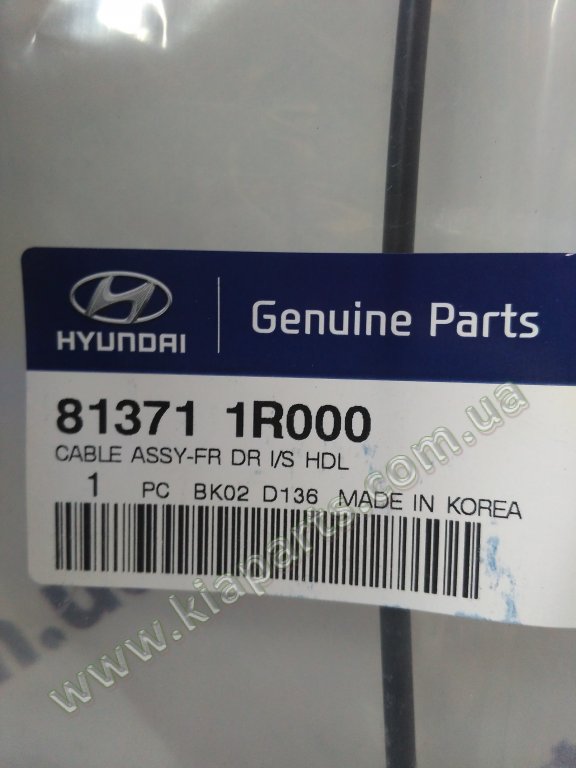 HYUNDAI
Genuine Parts
81371 1R000
CABLE ASSY-FR DR I/S HDL
1 PC BK02 D136 MADE IN KOREA
www.kiaparts.com.ua